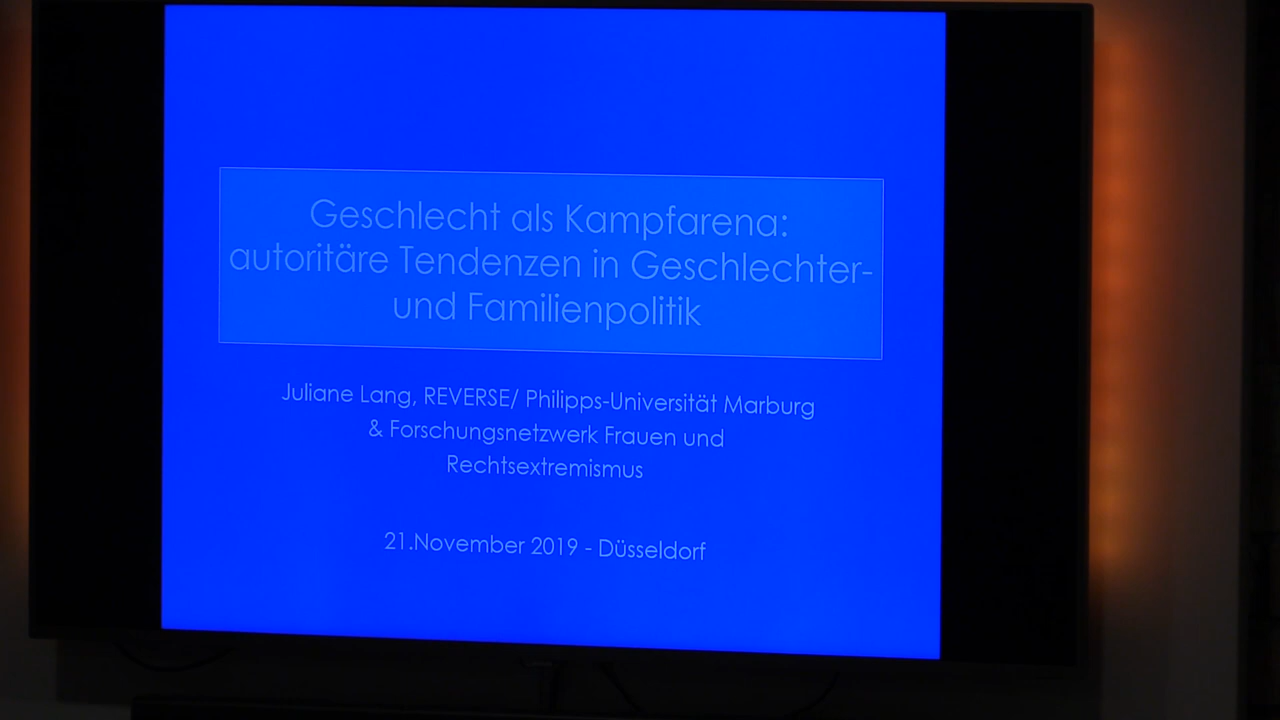 Geschlecht als Kampfarena:
autoritäre Tendenzen in Geschlechter-
und Familienpolitik
Juliane Lang, REVERSE/ Philipps-Universität Marburg
& Forschungsnetzwerk Frauen und
Rechtsextremismus
21.November 2019 - Düsseldorf